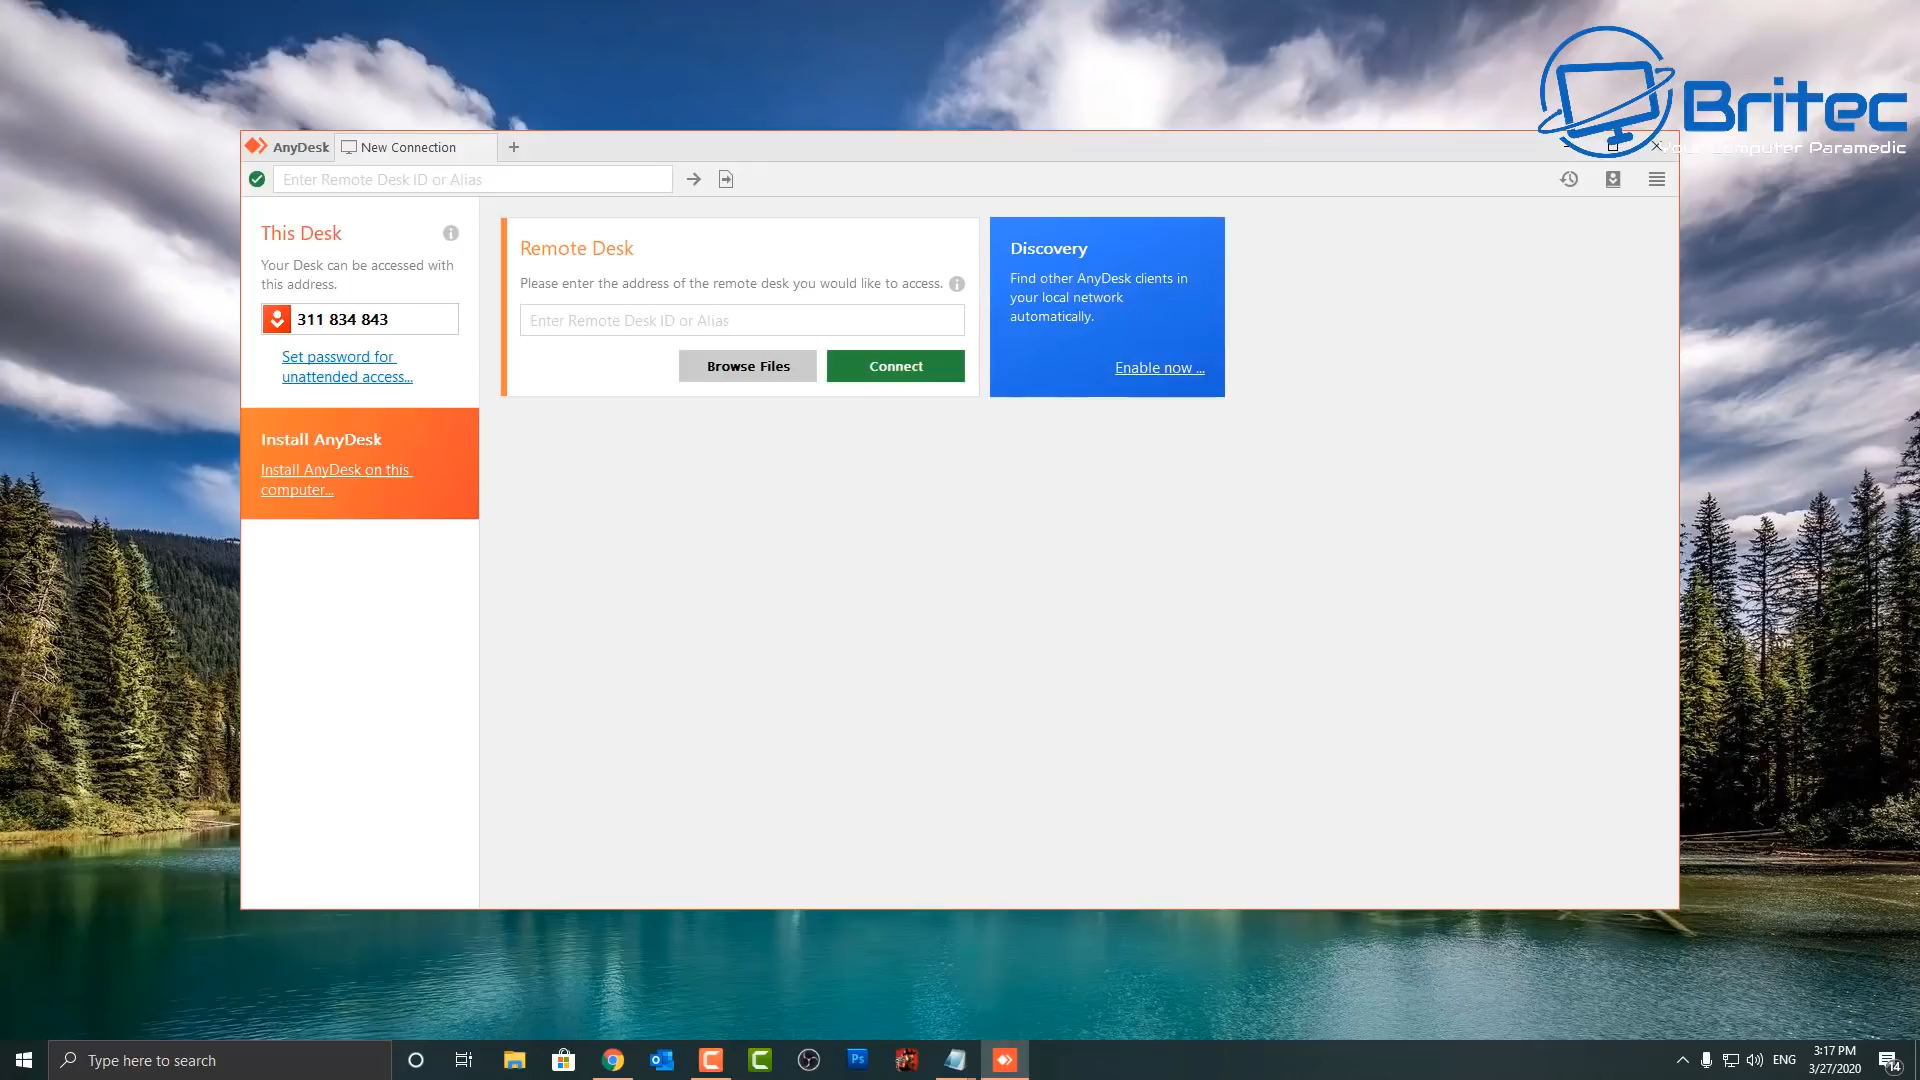 Britec
Your Computer Paramedic
AnyDesk
New Connection
Enter Remote Desk ID or Alias
This Desk
Your Desk can be accessed with
this address.
311 834 843
Set password for
unattended access...
Install AnyDesk
Install AnyDesk on this
computer...
Remote Desk
Please enter the address of the remote desk you would like to access.
Enter Remote Desk ID or Alias
Browse Files
Connect
Discovery
Find other AnyDesk clients in
your local network
automatically.
Enable now ...
Type here to search
Ps
ENG
3:17 PM
3/27/2020
14